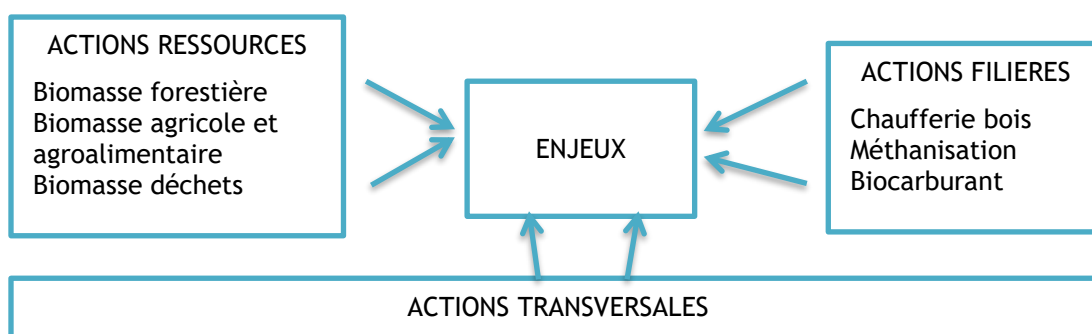 ACTIONS RESSOURCES
Biomasse forestière
Biomasse agricole et
agroalimentaire
Biomasse déchets
ENJEUX
ACTIONS FILIERES
Chaufferie bois
Méthanisation
Biocarburant
ACTIONS TRANSVERSALES